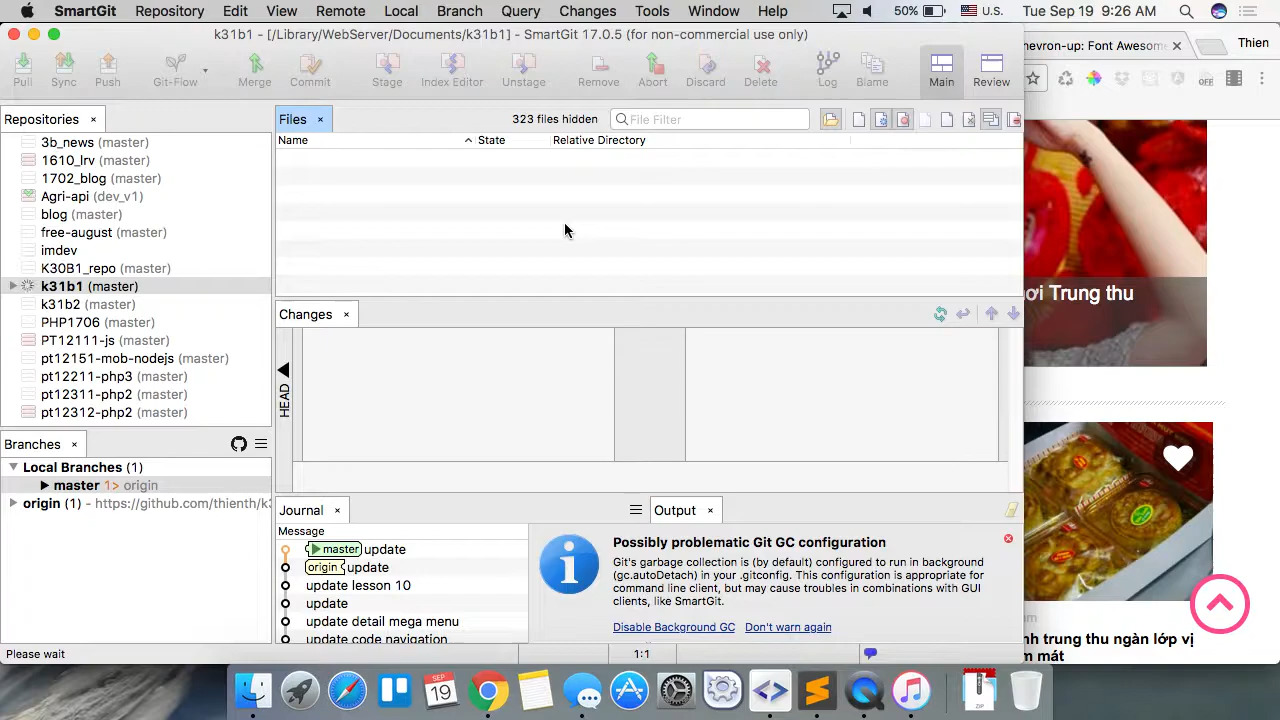 SmartGit Repository Edit View Remote Local Branch Query Changes Tools Window Help 50% U.S. Tue Sep 19 9:26 AM
k31b1 - [/Library/WebServer/Documents/k31b1] - SmartGit 17.0.5 (for non-commercial use only)
evron-up: Font Awesome
Thien
Pull Sync Push Git-Flow Merge Commit Stage Index Editor Unstage Remove Abort Discard Delete Log Blame Main Review
OFF
Repositories
Files
323 files hidden
File Filter
Name State Relative Directory
3b_news (master)
1610_lrv (master)
1702_blog (master)
Agri-api (dev_v1)
blog (master)
free-august (master)
imdev
K30B1_repo (master)
k31b1 (master)
k31b2 (master)
PHP1706 (master)
PT12111-js (master)
pt12151-mob-nodejs (master)
pt12211-php3 (master)
pt12311-php2 (master)
pt12312-php2 (master)
Changes
HEAD
ơi Trung thu
Branches
Local Branches (1)
master 1> origin
origin (1) - https://github.com/thienth/k3
Journal
Message
master update
origin update
update lesson 10
update
update detail mega menu
update code navigation
Output
Possibly problematic Git GC configuration
Git's garbage collection is (by default) configured to run in background
(gc.autoDetach) in your .gitconfig. This configuration is appropriate for
command line client, but may cause troubles in combinations with GUI
clients, like SmartGit.
Disable Background GC Don't warn again
nh trung thu ngàn lớp vị
m mát
Please wait
1:1
SEP
19
ZIP